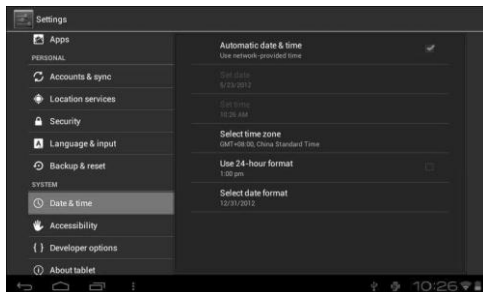 Settings
Apps
PERSONAL
Accounts & sync
Location services
Security
Language & input
Backup & reset
SYSTEM
Date & time
Accessibility
Developer options
About tablet
Automatic date & time
Use network-provided time
Set date
5/23/2012
Set time
10:26 AM
Select time zone
GMT+08:00, China Standard Time
Use 24-hour format
1:00 pm
Select date format
12/31/2012
10:26